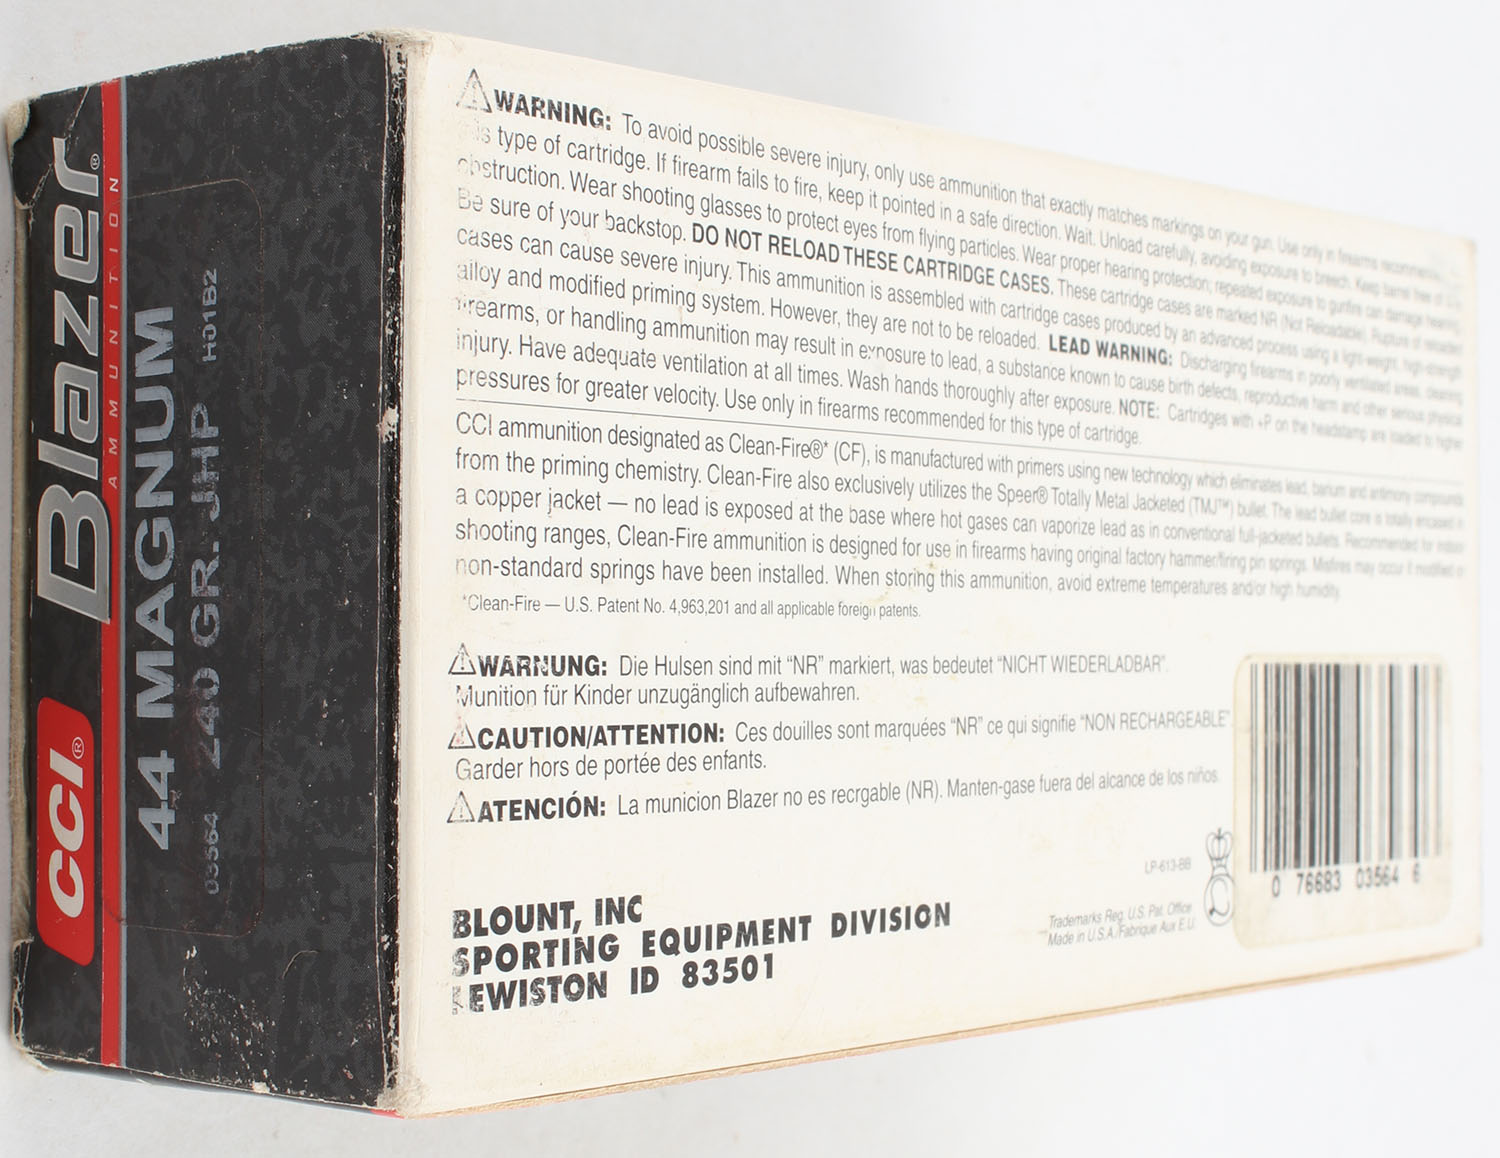 CCI® Blazer®
AMMUNITION
44 MAGNUM
03564 240 GR. JHP H01B2
WARNING: To avoid possible severe injury, only use ammunition that exactly matches markings on your gun. Use only in firearms
type of cartridge. If firearm fails to fire, keep it pointed in a safe direction. Wait. Unload carefully, avoiding exposure to breech. Keep barrel free of
obstruction. Wear shooting glasses to protect eyes from flying particles. Wear proper hearing protection; repeated exposure to gunfire can damage hearing.
Be sure of your backstop. DO NOT RELOAD THESE CARTRIDGE CASES. These cartridge cases are marked NR (Not Reloadable). Rupture of reloaded
cases can cause severe injury. This ammunition is assembled with cartridge cases produced by an advanced process using a light-weight, high-strength
alloy and modified priming system. However, they are not to be reloaded. LEAD WARNING: Discharging firearms in poorly ventilated areas, cleaning
firearms, or handling ammunition may result in exposure to lead, a substance known to cause birth defects, reproductive harm and other serious physical
injury. Have adequate ventilation at all times. Wash hands thoroughly after exposure. NOTE: Cartridges with +P on the headstamp are loaded to higher
pressures for greater velocity. Use only in firearms recommended for this type of cartridge.
CCI ammunition designated as Clean-Fire®* (CF), is manufactured with primers using new technology which eliminates lead, barium and antimony compounds
from the priming chemistry. Clean-Fire also exclusively utilizes the Speer® Totally Metal Jacketed (TMJ™) bullet. The lead bullet core is totally encased in
a copper jacket — no lead is exposed at the base where hot gases can vaporize lead as in conventional full-jacketed bullets. Recommended for indoor
shooting ranges, Clean-Fire ammunition is designed for use in firearms having original factory hammer/firing pin springs. Misfires may occur if modified or
non-standard springs have been installed. When storing this ammunition, avoid extreme temperatures and/or high humidity.
*Clean-Fire — U.S. Patent No. 4,963,201 and all applicable foreign patents.
WARNUNG: Die Hulsen sind mit "NR" markiert, was bedeutet "NICHT WIEDERLADBAR".
Munition für Kinder unzugänglich aufbewahren.
CAUTION/ATTENTION: Ces douilles sont marquées "NR" ce qui signifie "NON RECHARGEABLE".
Garder hors de portée des enfants.
ATENCIÓN: La municion Blazer no es recrgable (NR). Manten-gase fuera del alcance de los niños.
BLOUNT, INC
SPORTING EQUIPMENT DIVISION
LEWISTON ID 83501
LP-613-BB
Trademarks Reg. U.S. Pat. Office
Made in U.S.A./Fabrique Aux E.U.
0 76683 03564 6